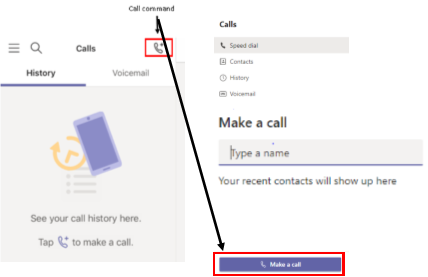 Call command
Calls
History
Voicemail
See your call history here.
Tap to make a call.
Calls
Speed dial
Contacts
History
Voicemail
Make a call
Type a name
Your recent contacts will show up here
Make a call